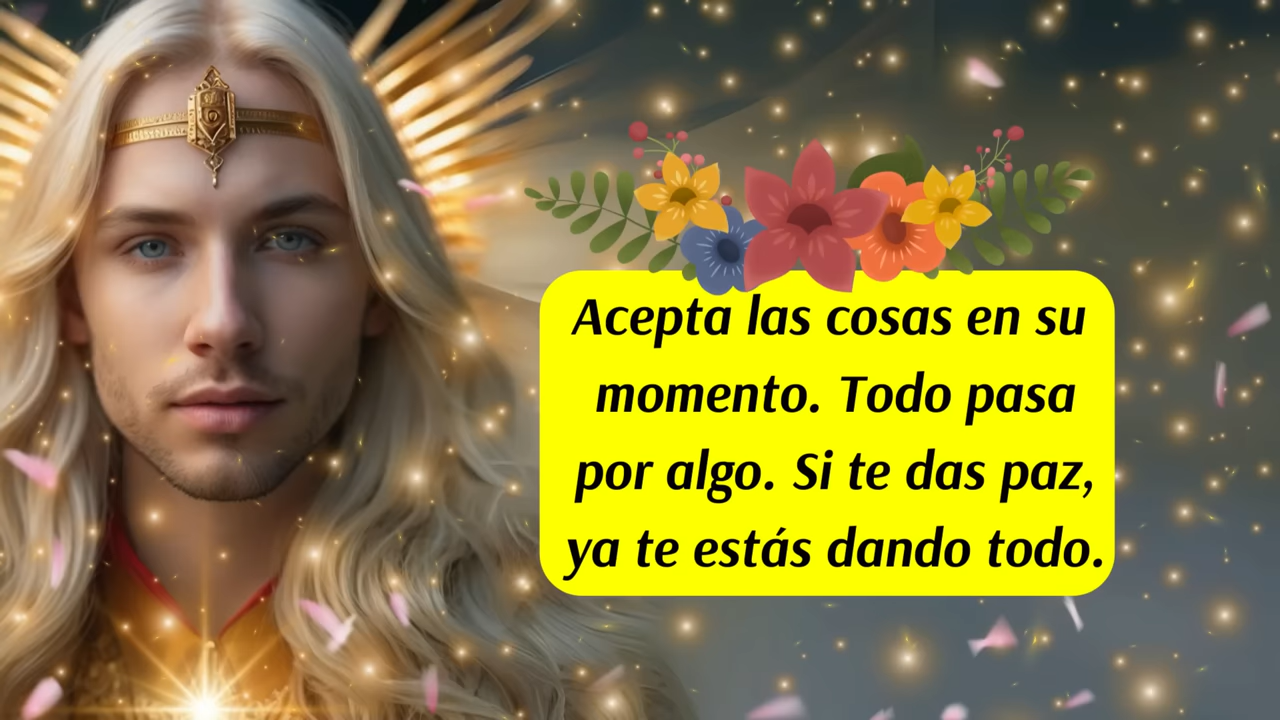 Acepta las cosas en su
momento. Todo pasa
por algo. Si te das paz,
ya te estás dando todo.